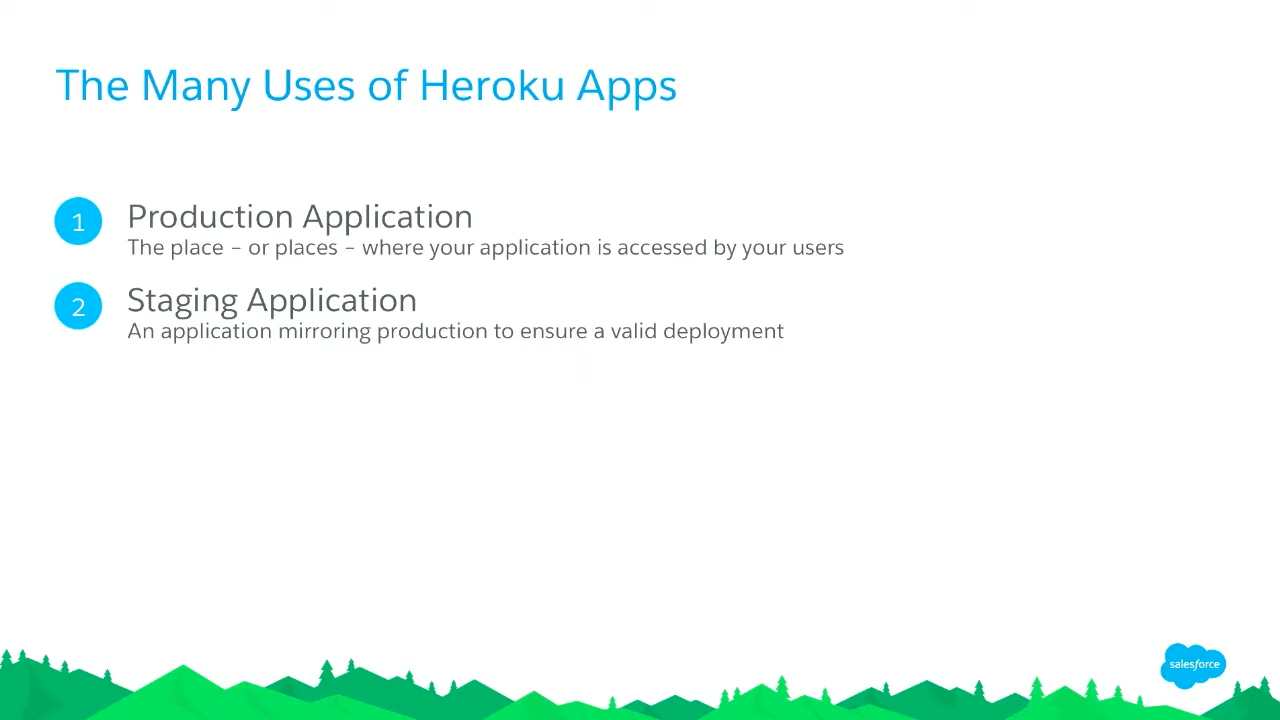 The Many Uses of Heroku Apps
1
Production Application
The place – or places – where your application is accessed by your users
2
Staging Application
An application mirroring production to ensure a valid deployment
salesforce